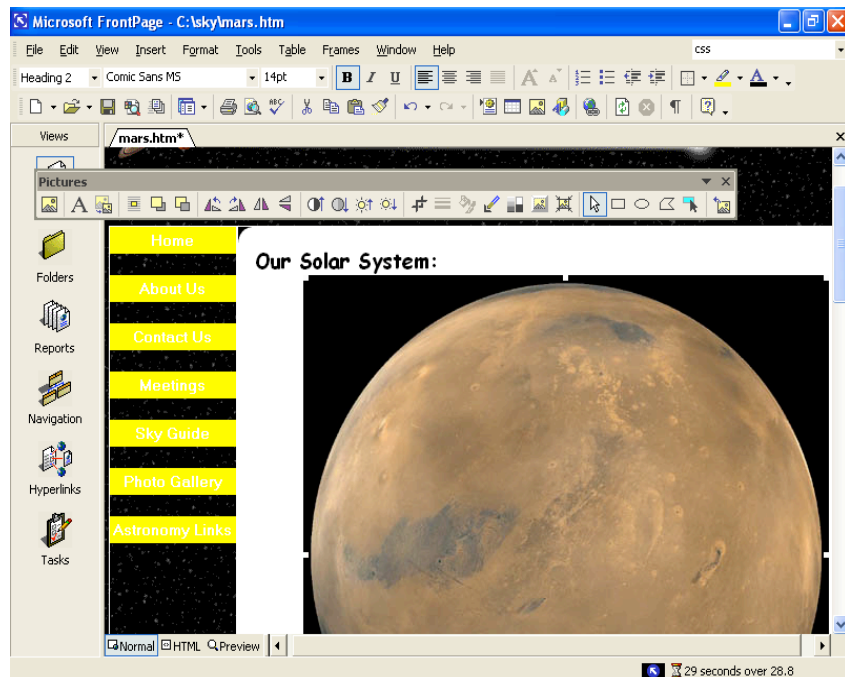 Microsoft FrontPage - C:\sky\mars.htm
File Edit View Insert Format Tools Table Frames Window Help css
Heading 2 Comic Sans MS 14pt B I U A A A
ABC
Views /mars.htm*\
Pictures
A
Home
Our Solar System:
Folders
About Us
Contact Us
Reports
Meetings
Navigation
Sky Guide
Photo Gallery
Hyperlinks
Astronomy Links
Tasks
Normal HTML Preview
29 seconds over 28.8